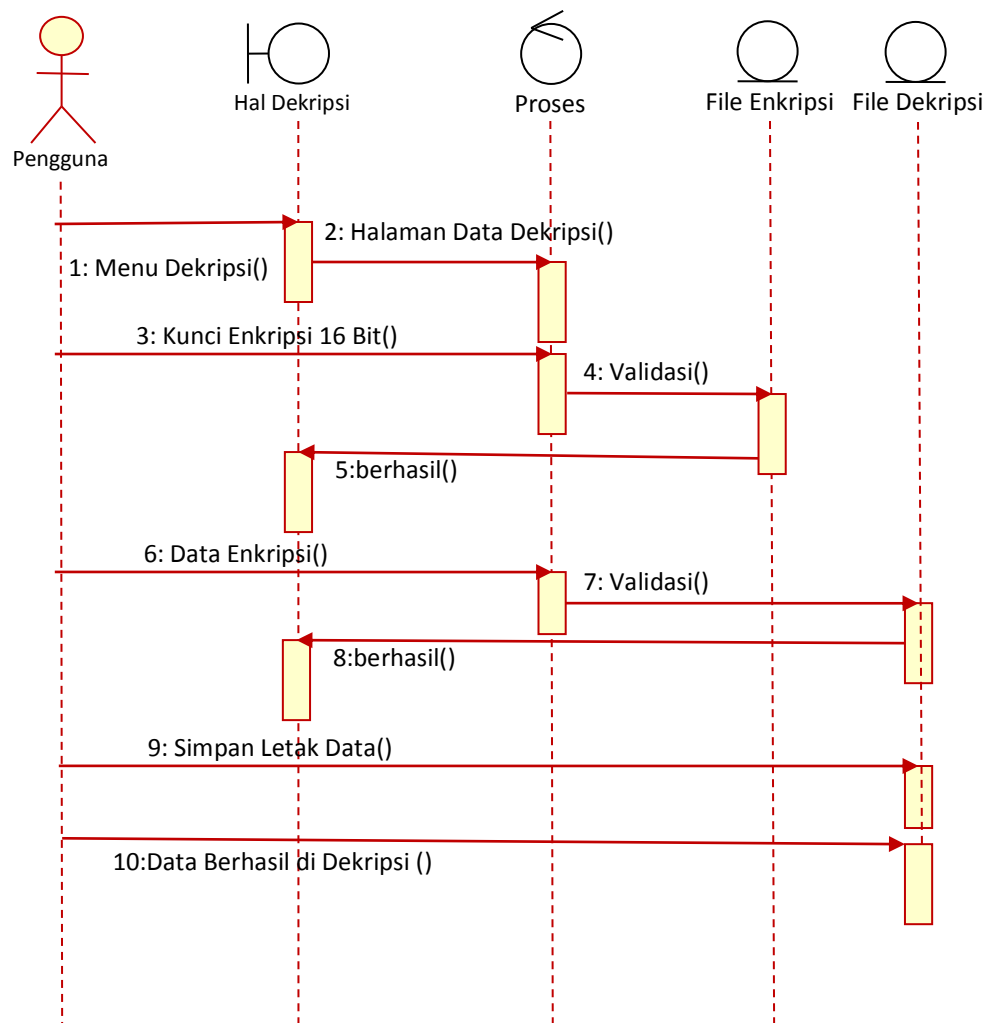 Hal Dekripsi
Proses
File Enkripsi
File Dekripsi
Pengguna
2: Halaman Data Dekripsi()
1: Menu Dekripsi()
3: Kunci Enkripsi 16 Bit()
4: Validasi()
5:berhasil()
6: Data Enkripsi()
7: Validasi()
8:berhasil()
9: Simpan Letak Data()
10:Data Berhasil di Dekripsi ()